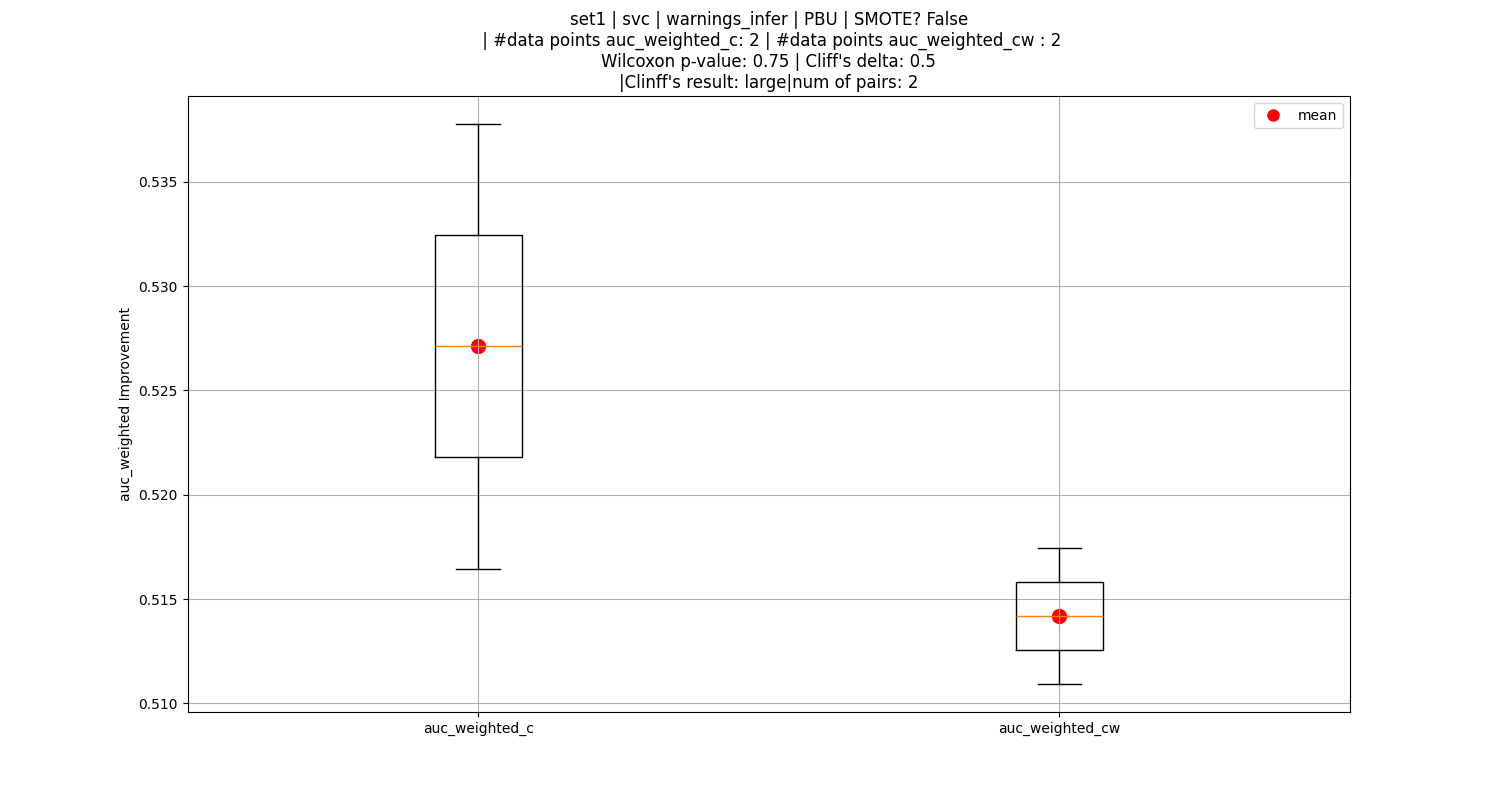 set1 | svc | warnings_infer | PBU | SMOTE? False
| #data points auc_weighted_c: 2 | #data points auc_weighted_cw : 2
Wilcoxon p-value: 0.75 | Cliff's delta: 0.5
|Clinff's result: large|num of pairs: 2
mean
0.535
0.530
0.525
0.520
0.515
0.510
auc_weighted Improvement
auc_weighted_c
auc_weighted_cw